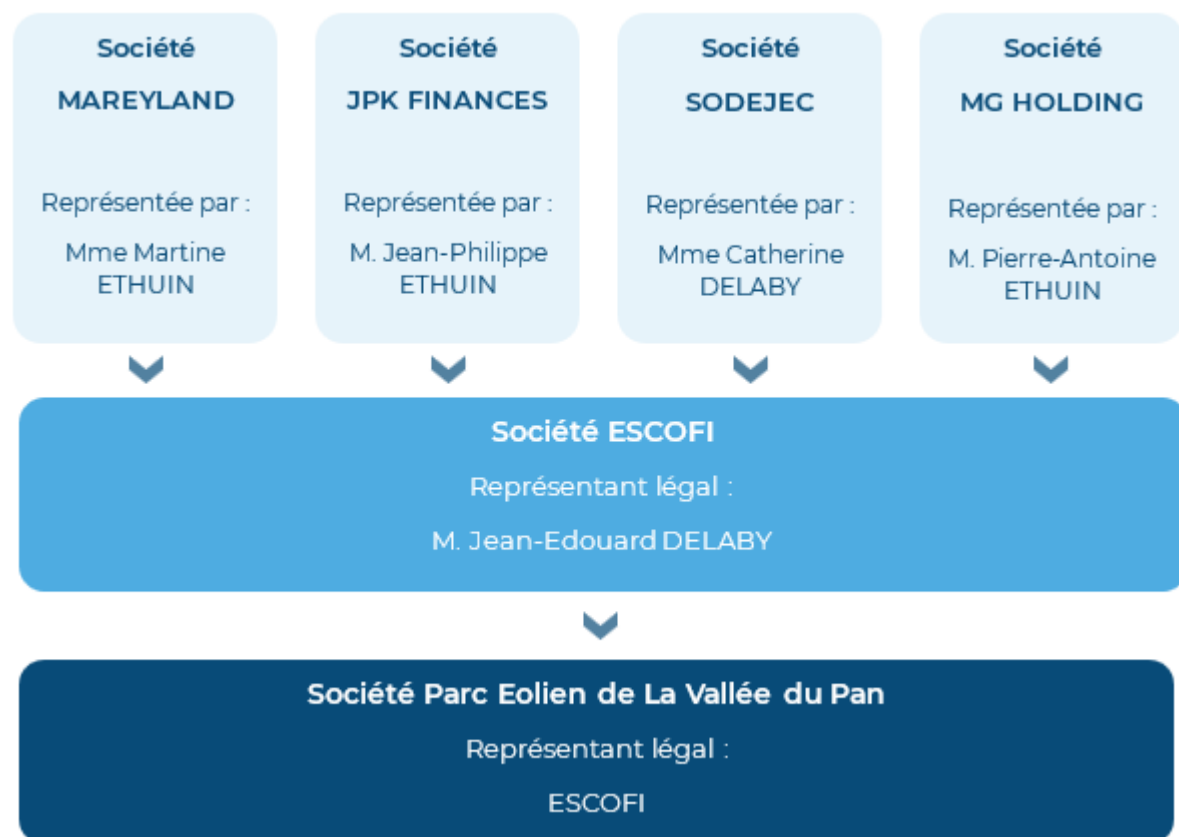 Société
MAREYLAND
Représentée par :
Mme Martine
ETHUIN
Société
JPK FINANCES
Représentée par :
M. Jean-Philippe
ETHUIN
Société
SODEJEC
Représentée par :
Mme Catherine
DELABY
Société
MG HOLDING
Représentée par :
M. Pierre-Antoine
ETHUIN
Société ESCOFI
Représentant légal :
M. Jean-Edouard DELABY
Société Parc Eolien de La Vallée du Pan
Représentant légal :
ESCOFI